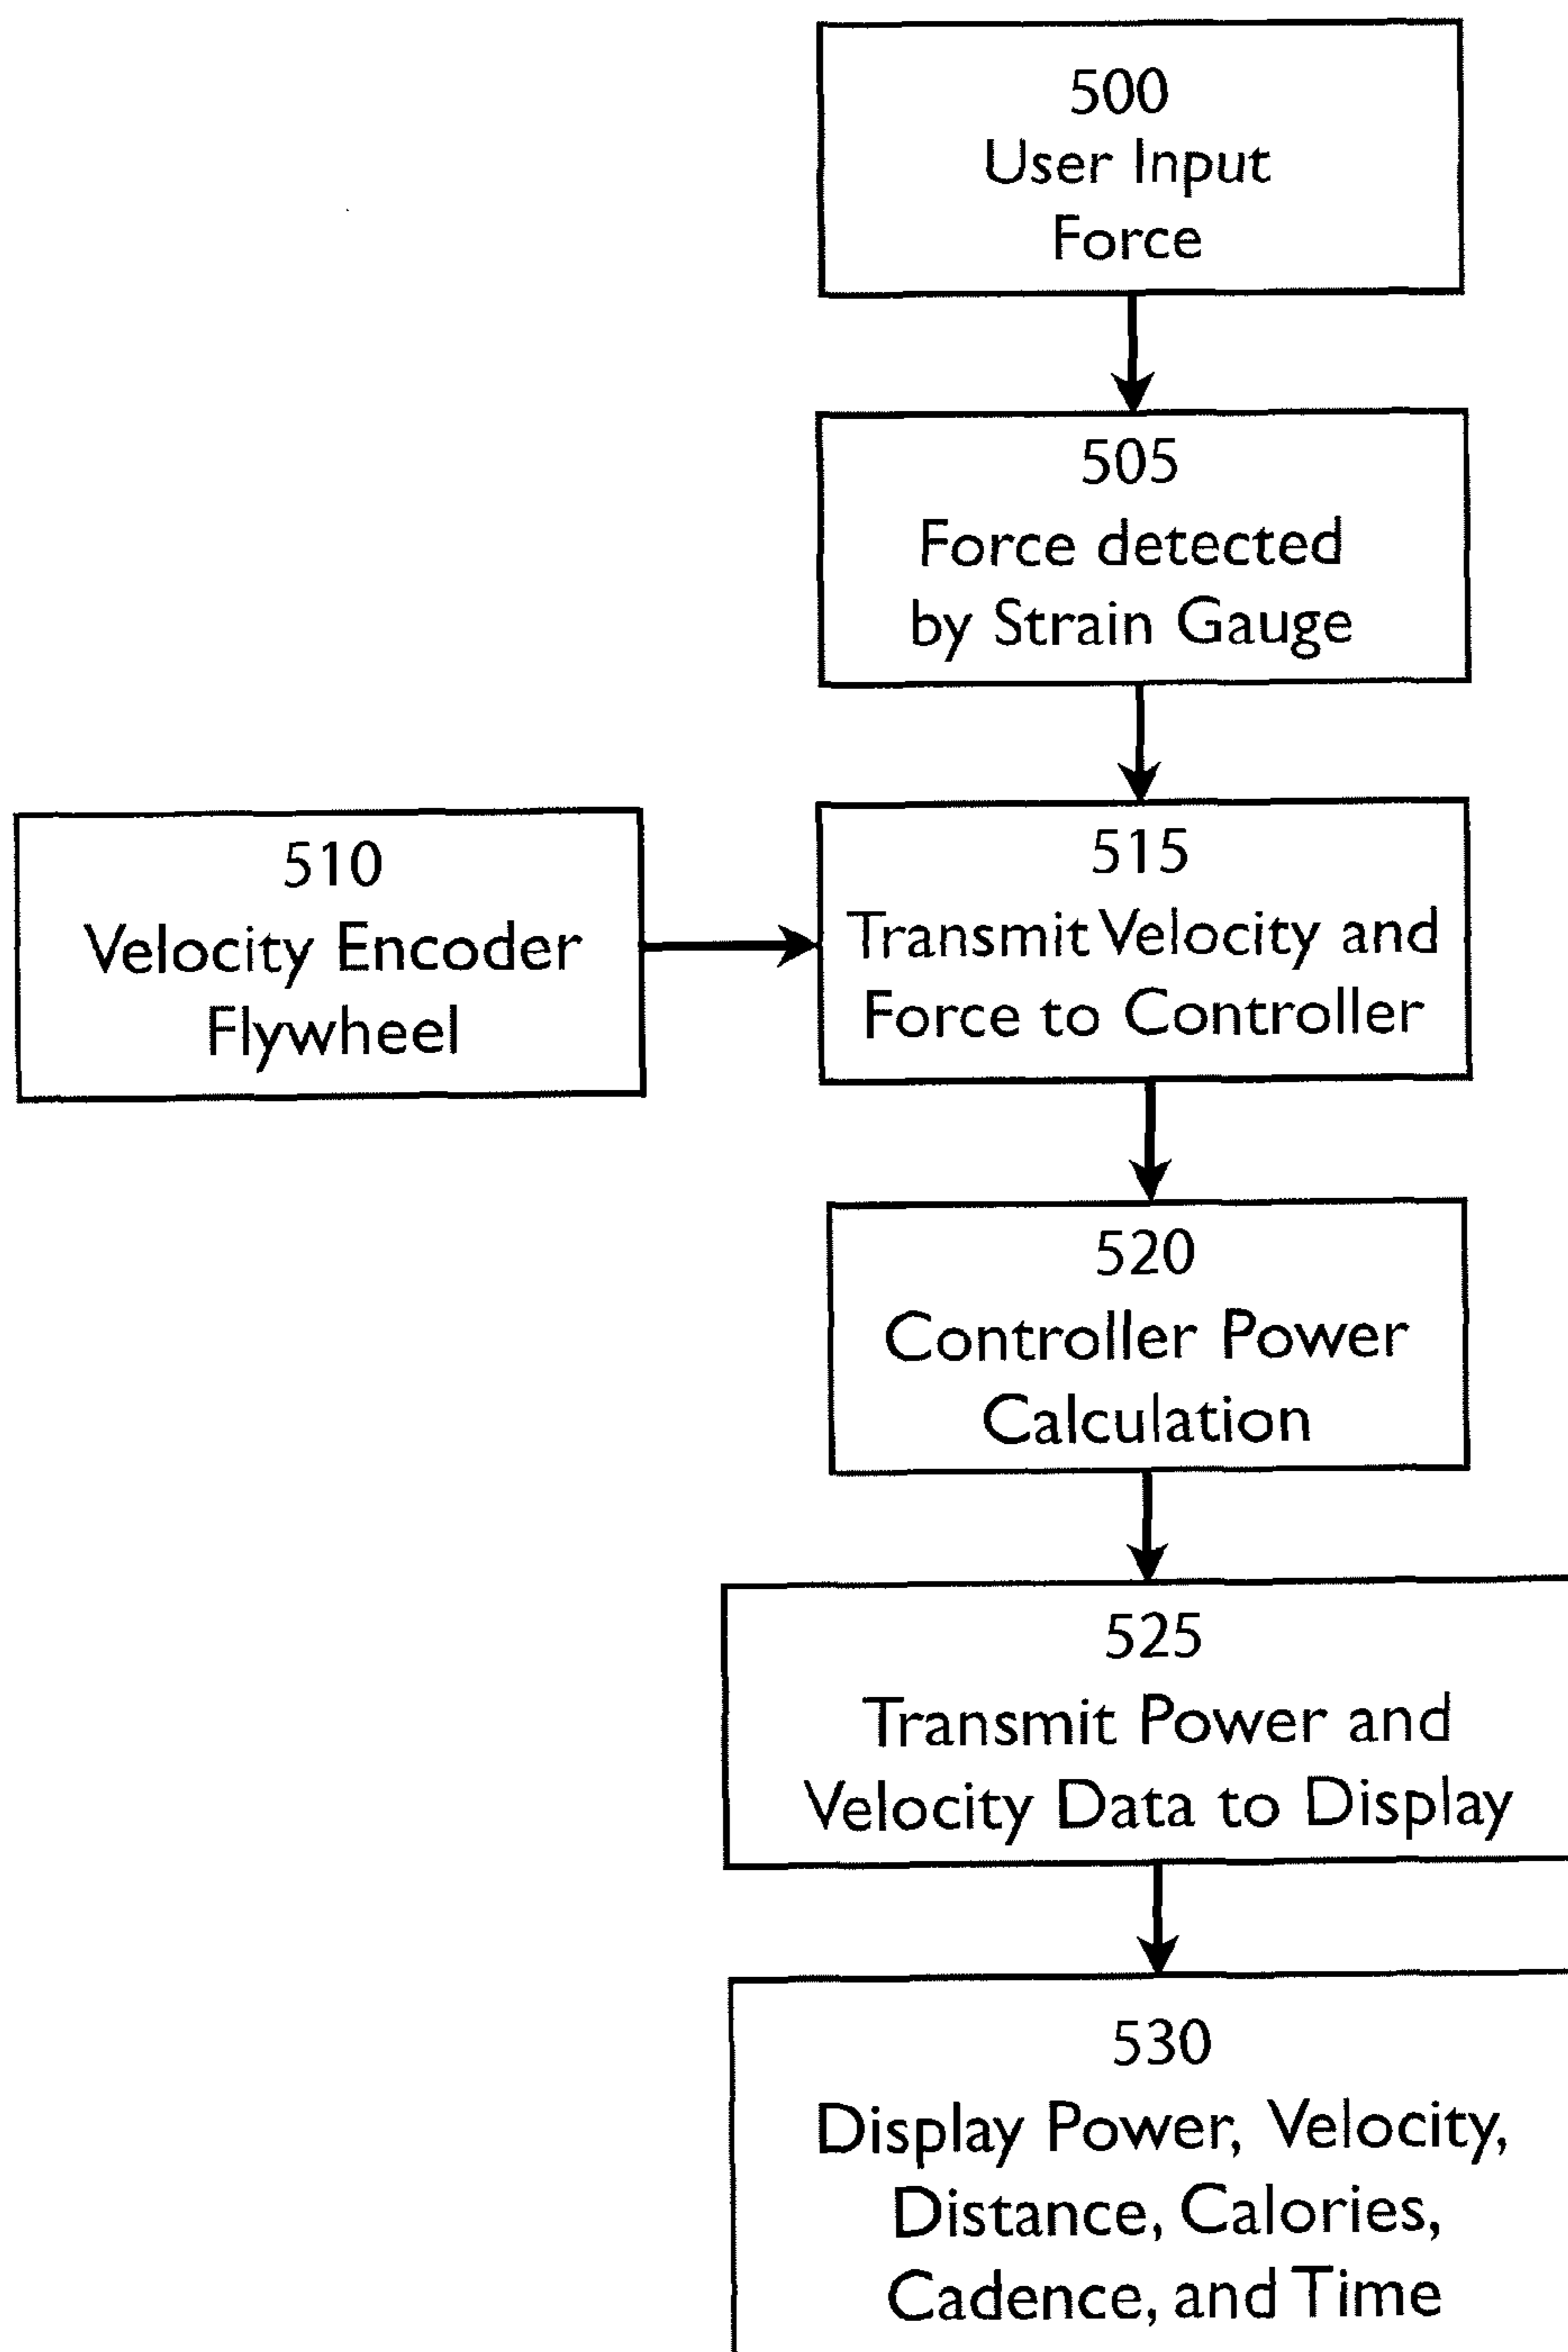 500
User Input
Force
505
Force detected
by Strain Gauge
510
Velocity Encoder
Flywheel
515
Transmit Velocity and
Force to Controller
520
Controller Power
Calculation
525
Transmit Power and
Velocity Data to Display
530
Display Power, Velocity,
Distance, Calories,
Cadence, and Time